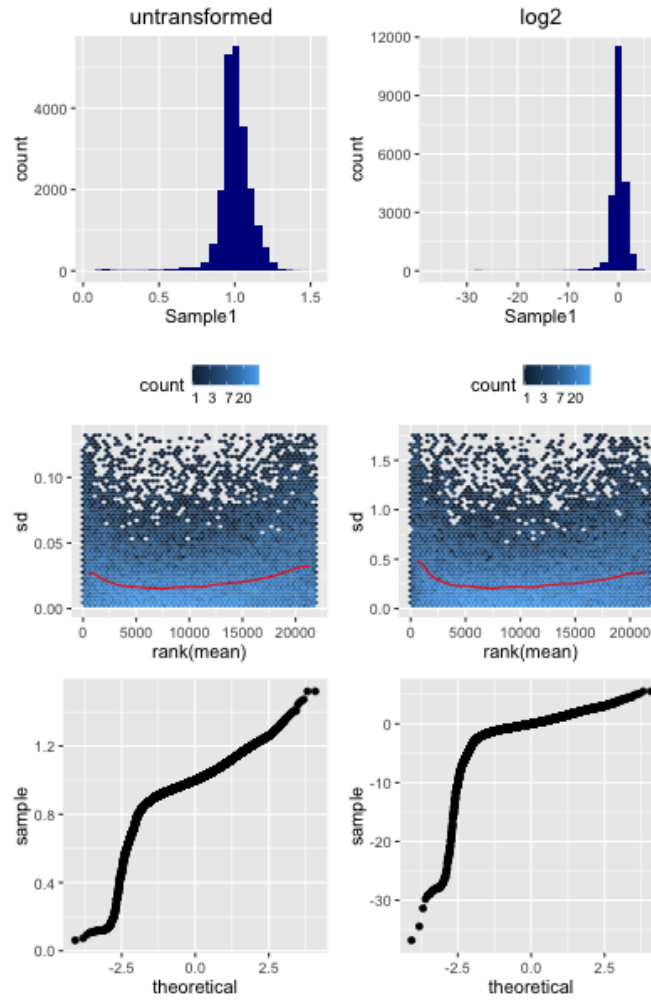 untransformed
log2
count
4000
2000
0
0.0 0.5 1.0 1.5
Sample1
count
12000
9000
6000
3000
0
-30 -20 -10 0
Sample1
count
1 3 7 20
count
1 3 7 20
sd
0.10
0.05
0.00
0 5000 10000 15000 20000
rank(mean)
sd
1.5
1.0
0.5
0.0
0 5000 10000 15000 20000
rank(mean)
sample
1.2
0.8
0.4
0.0
-2.5 0.0 2.5
theoretical
sample
0
-10
-20
-30
-2.5 0.0 2.5
theoretical